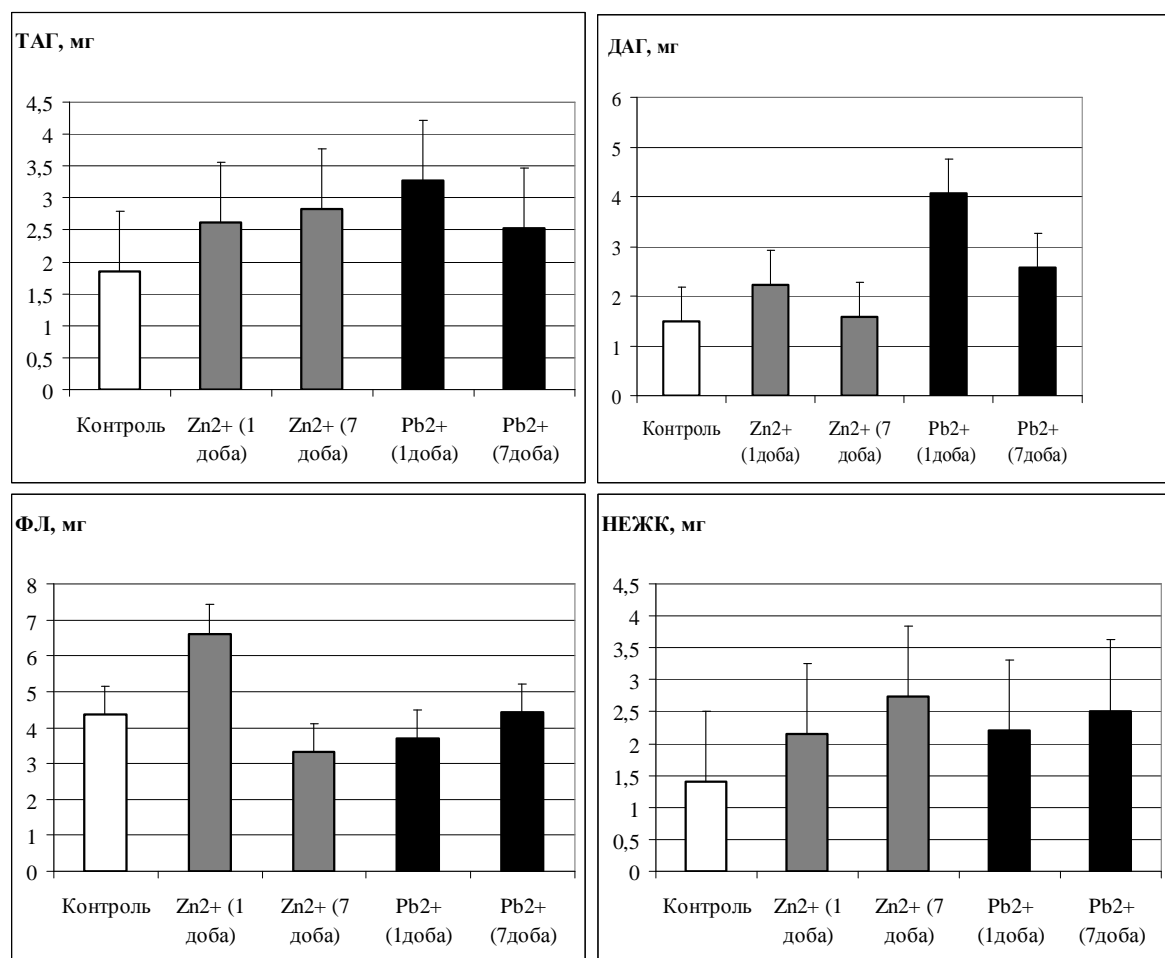 ТАГ, мг
4,5
4
3,5
3
2,5
2
1,5
1
0,5
0
Контроль
Zn2+ (1
доба)
Zn2+ (7
доба)
Pb2+
(1доба)
Pb2+
(7доба)
ДАГ, мг
6
5
4
3
2
1
0
Контроль
Zn2+
(1доба)
Zn2+ (7
доба)
Pb2+
(1доба)
Pb2+
(7доба)
ФЛ, мг
8
7
6
5
4
3
2
1
0
Контроль
Zn2+ (1
доба)
Zn2+ (7
доба)
Pb2+
(1доба)
Pb2+
(7доба)
НЕЖК, мг
4,5
4
3,5
3
2,5
2
1,5
1
0,5
0
Контроль
Zn2+ (1
доба)
Zn2+ (7
доба)
Pb2+
(1доба)
Pb2+
(7доба)